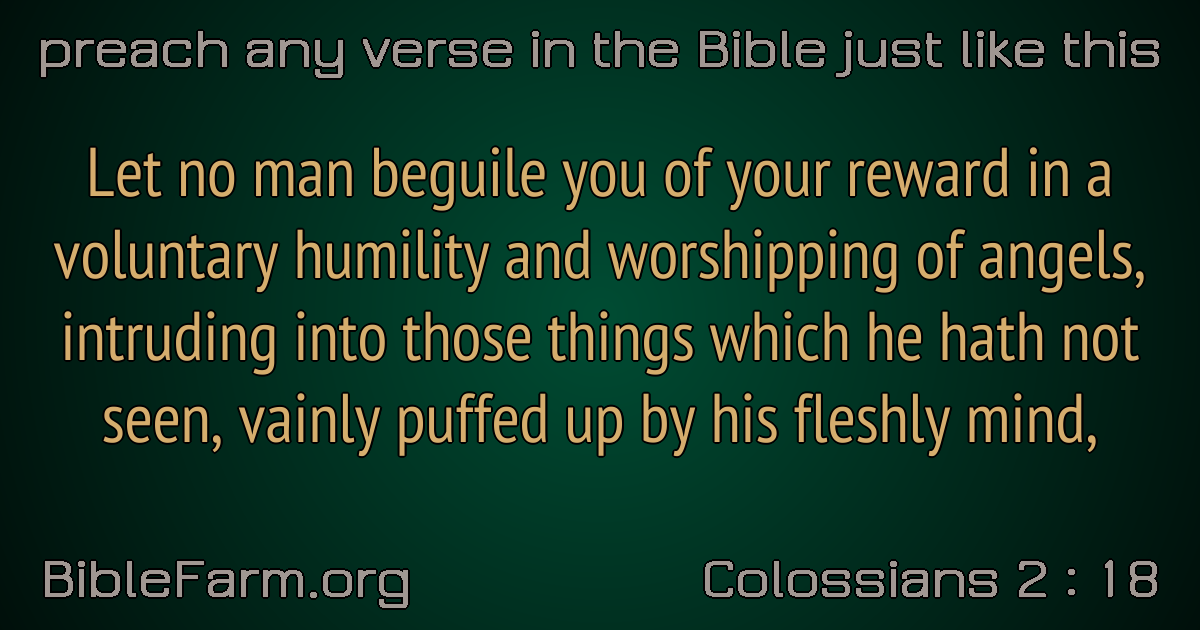 preach any verse in the Bible just like this
Let no man beguile you of your reward in a
voluntary humility and worshipping of angels,
intruding into those things which he hath not
seen, vainly puffed up by his fleshly mind,
BibleFarm.org
Colossians 2 : 18